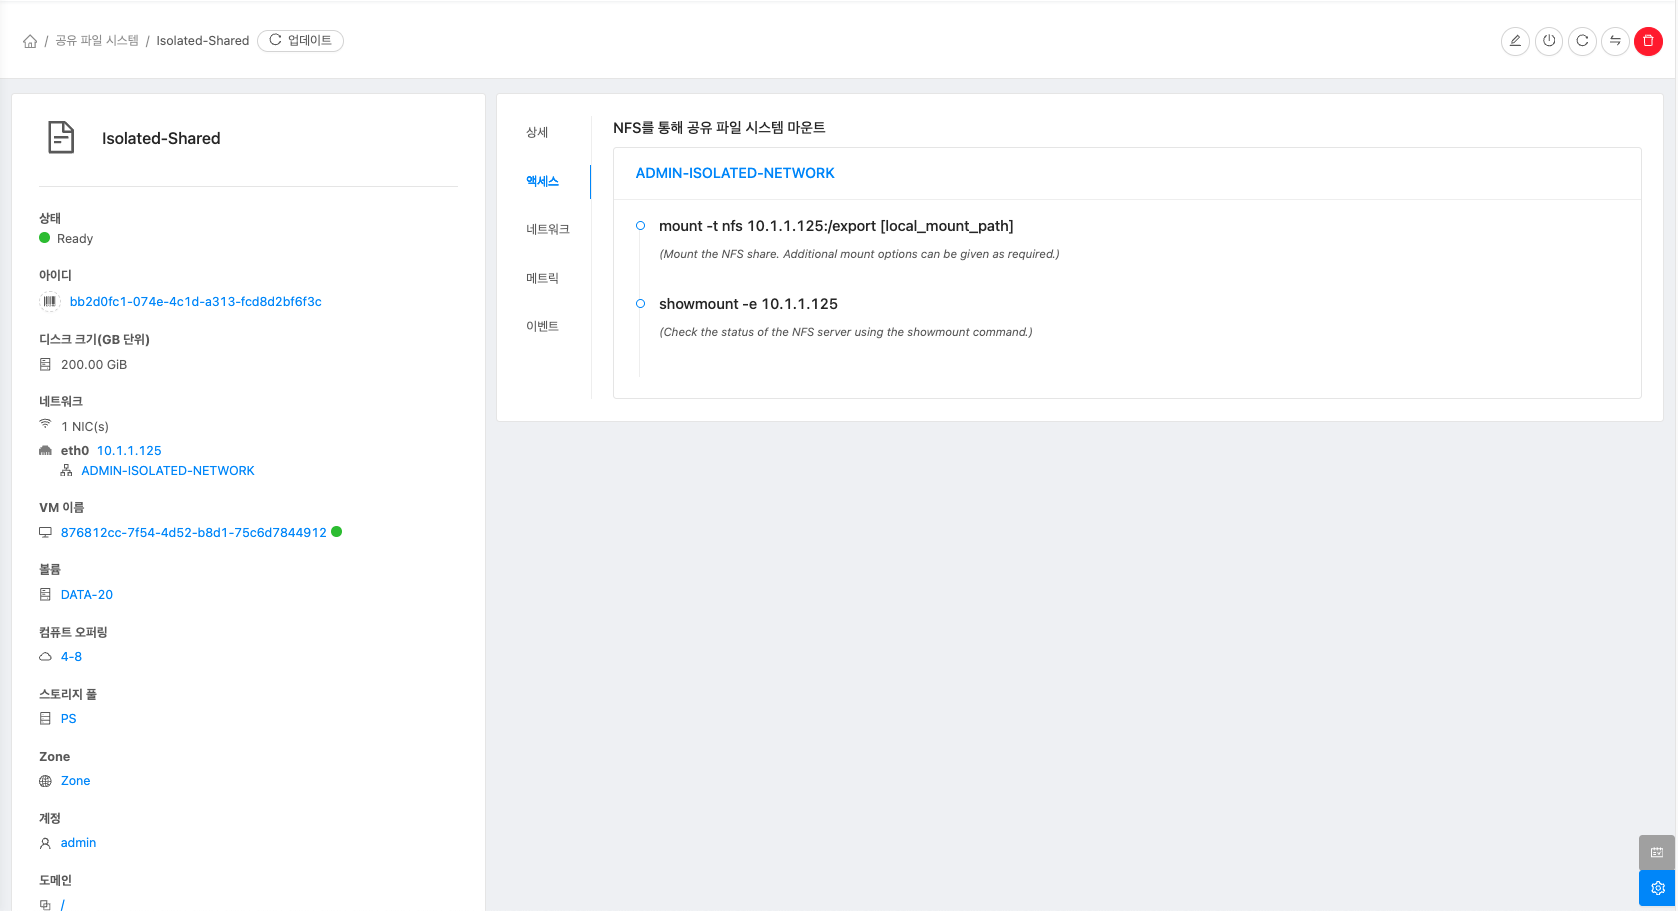 / 공유 파일 시스템 / Isolated-Shared 업데이트
Isolated-Shared
상태
Ready
아이디
bb2d0fc1-074e-4c1d-a313-fcd8d2bf6f3c
디스크 크기(GB 단위)
200.00 GiB
네트워크
1 NIC(s)
eth0 10.1.1.125
ADMIN-ISOLATED-NETWORK
VM 이름
876812cc-7f54-4d52-b8d1-75c6d7844912
볼륨
DATA-20
컴퓨트 오퍼링
4-8
스토리지 풀
PS
Zone
Zone
계정
admin
도메인
/
상세
액세스
네트워크
메트릭
이벤트
NFS를 통해 공유 파일 시스템 마운트
ADMIN-ISOLATED-NETWORK
mount -t nfs 10.1.1.125:/export [local_mount_path]
(Mount the NFS share. Additional mount options can be given as required.)
showmount -e 10.1.1.125
(Check the status of the NFS server using the showmount command.)